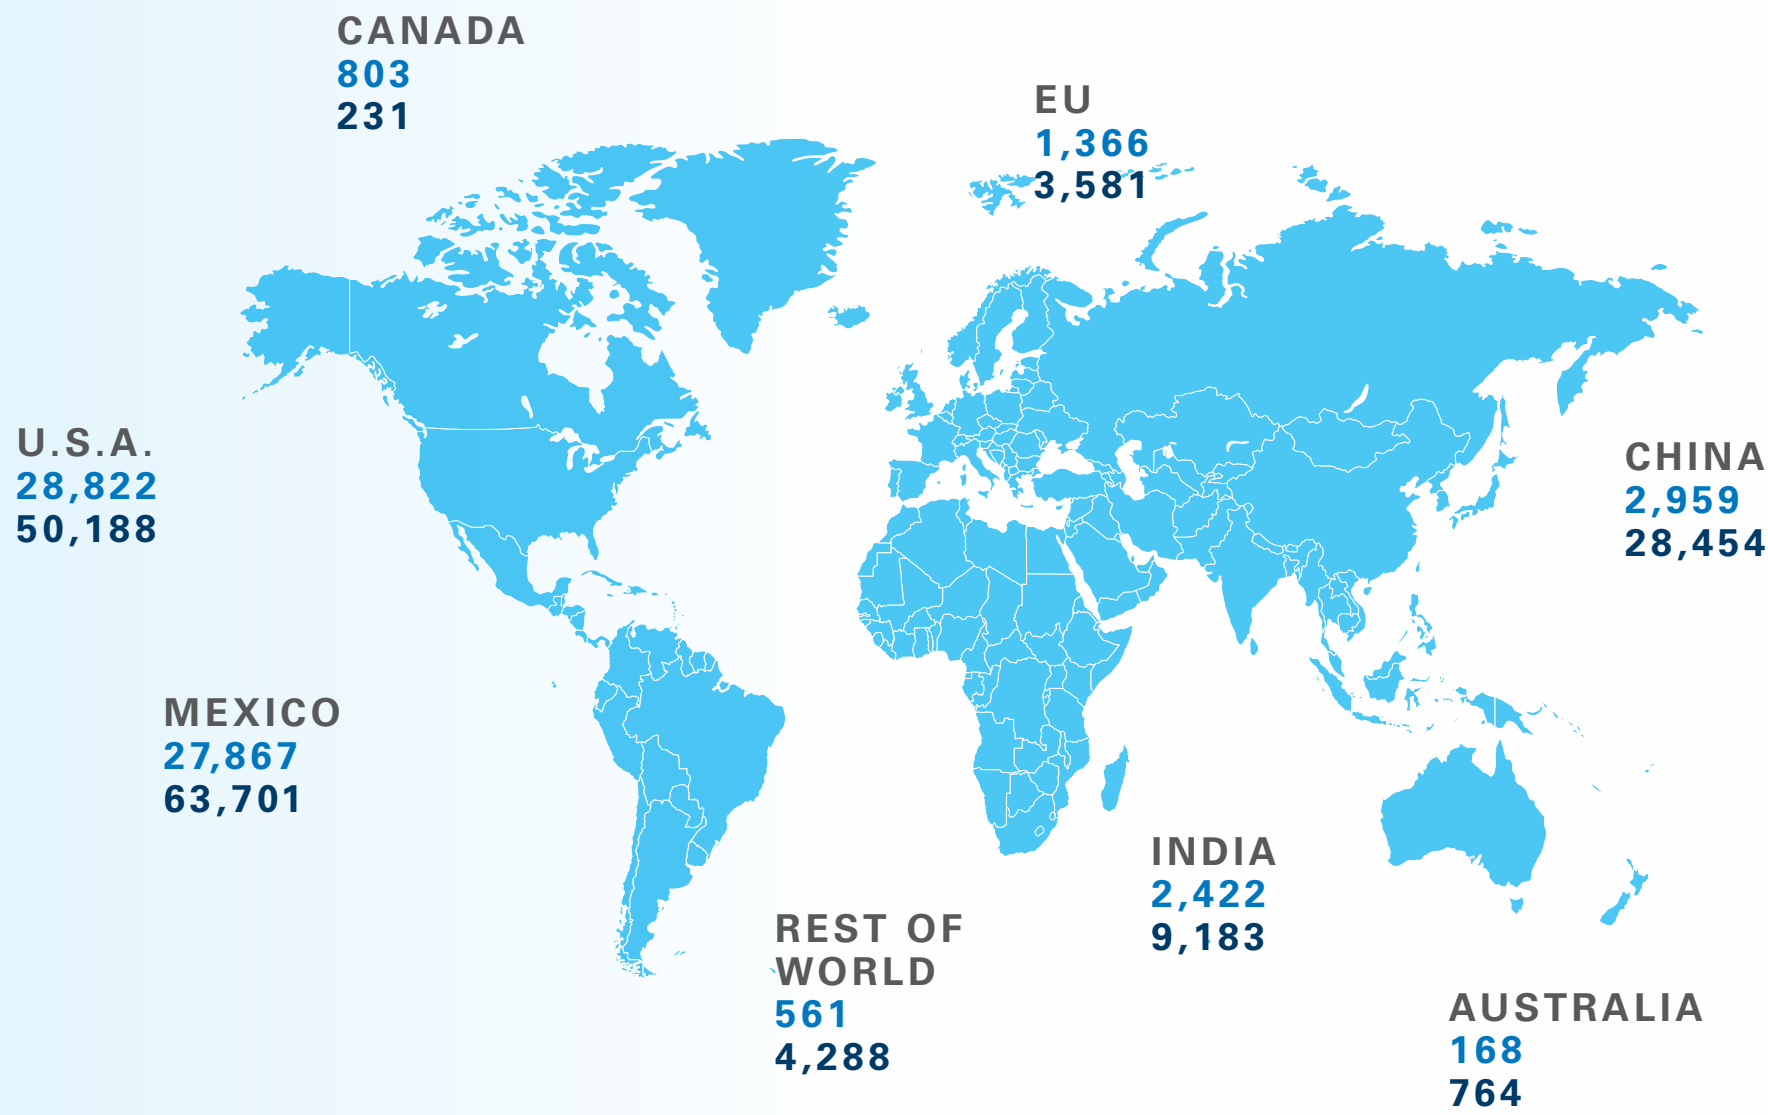 CANADA
803
231
EU
1,366
3,581
U.S.A.
28,822
50,188
CHINA
2,959
28,454
MEXICO
27,867
63,701
INDIA
2,422
9,183
REST OF
WORLD
561
4,288
AUSTRALIA
168
764